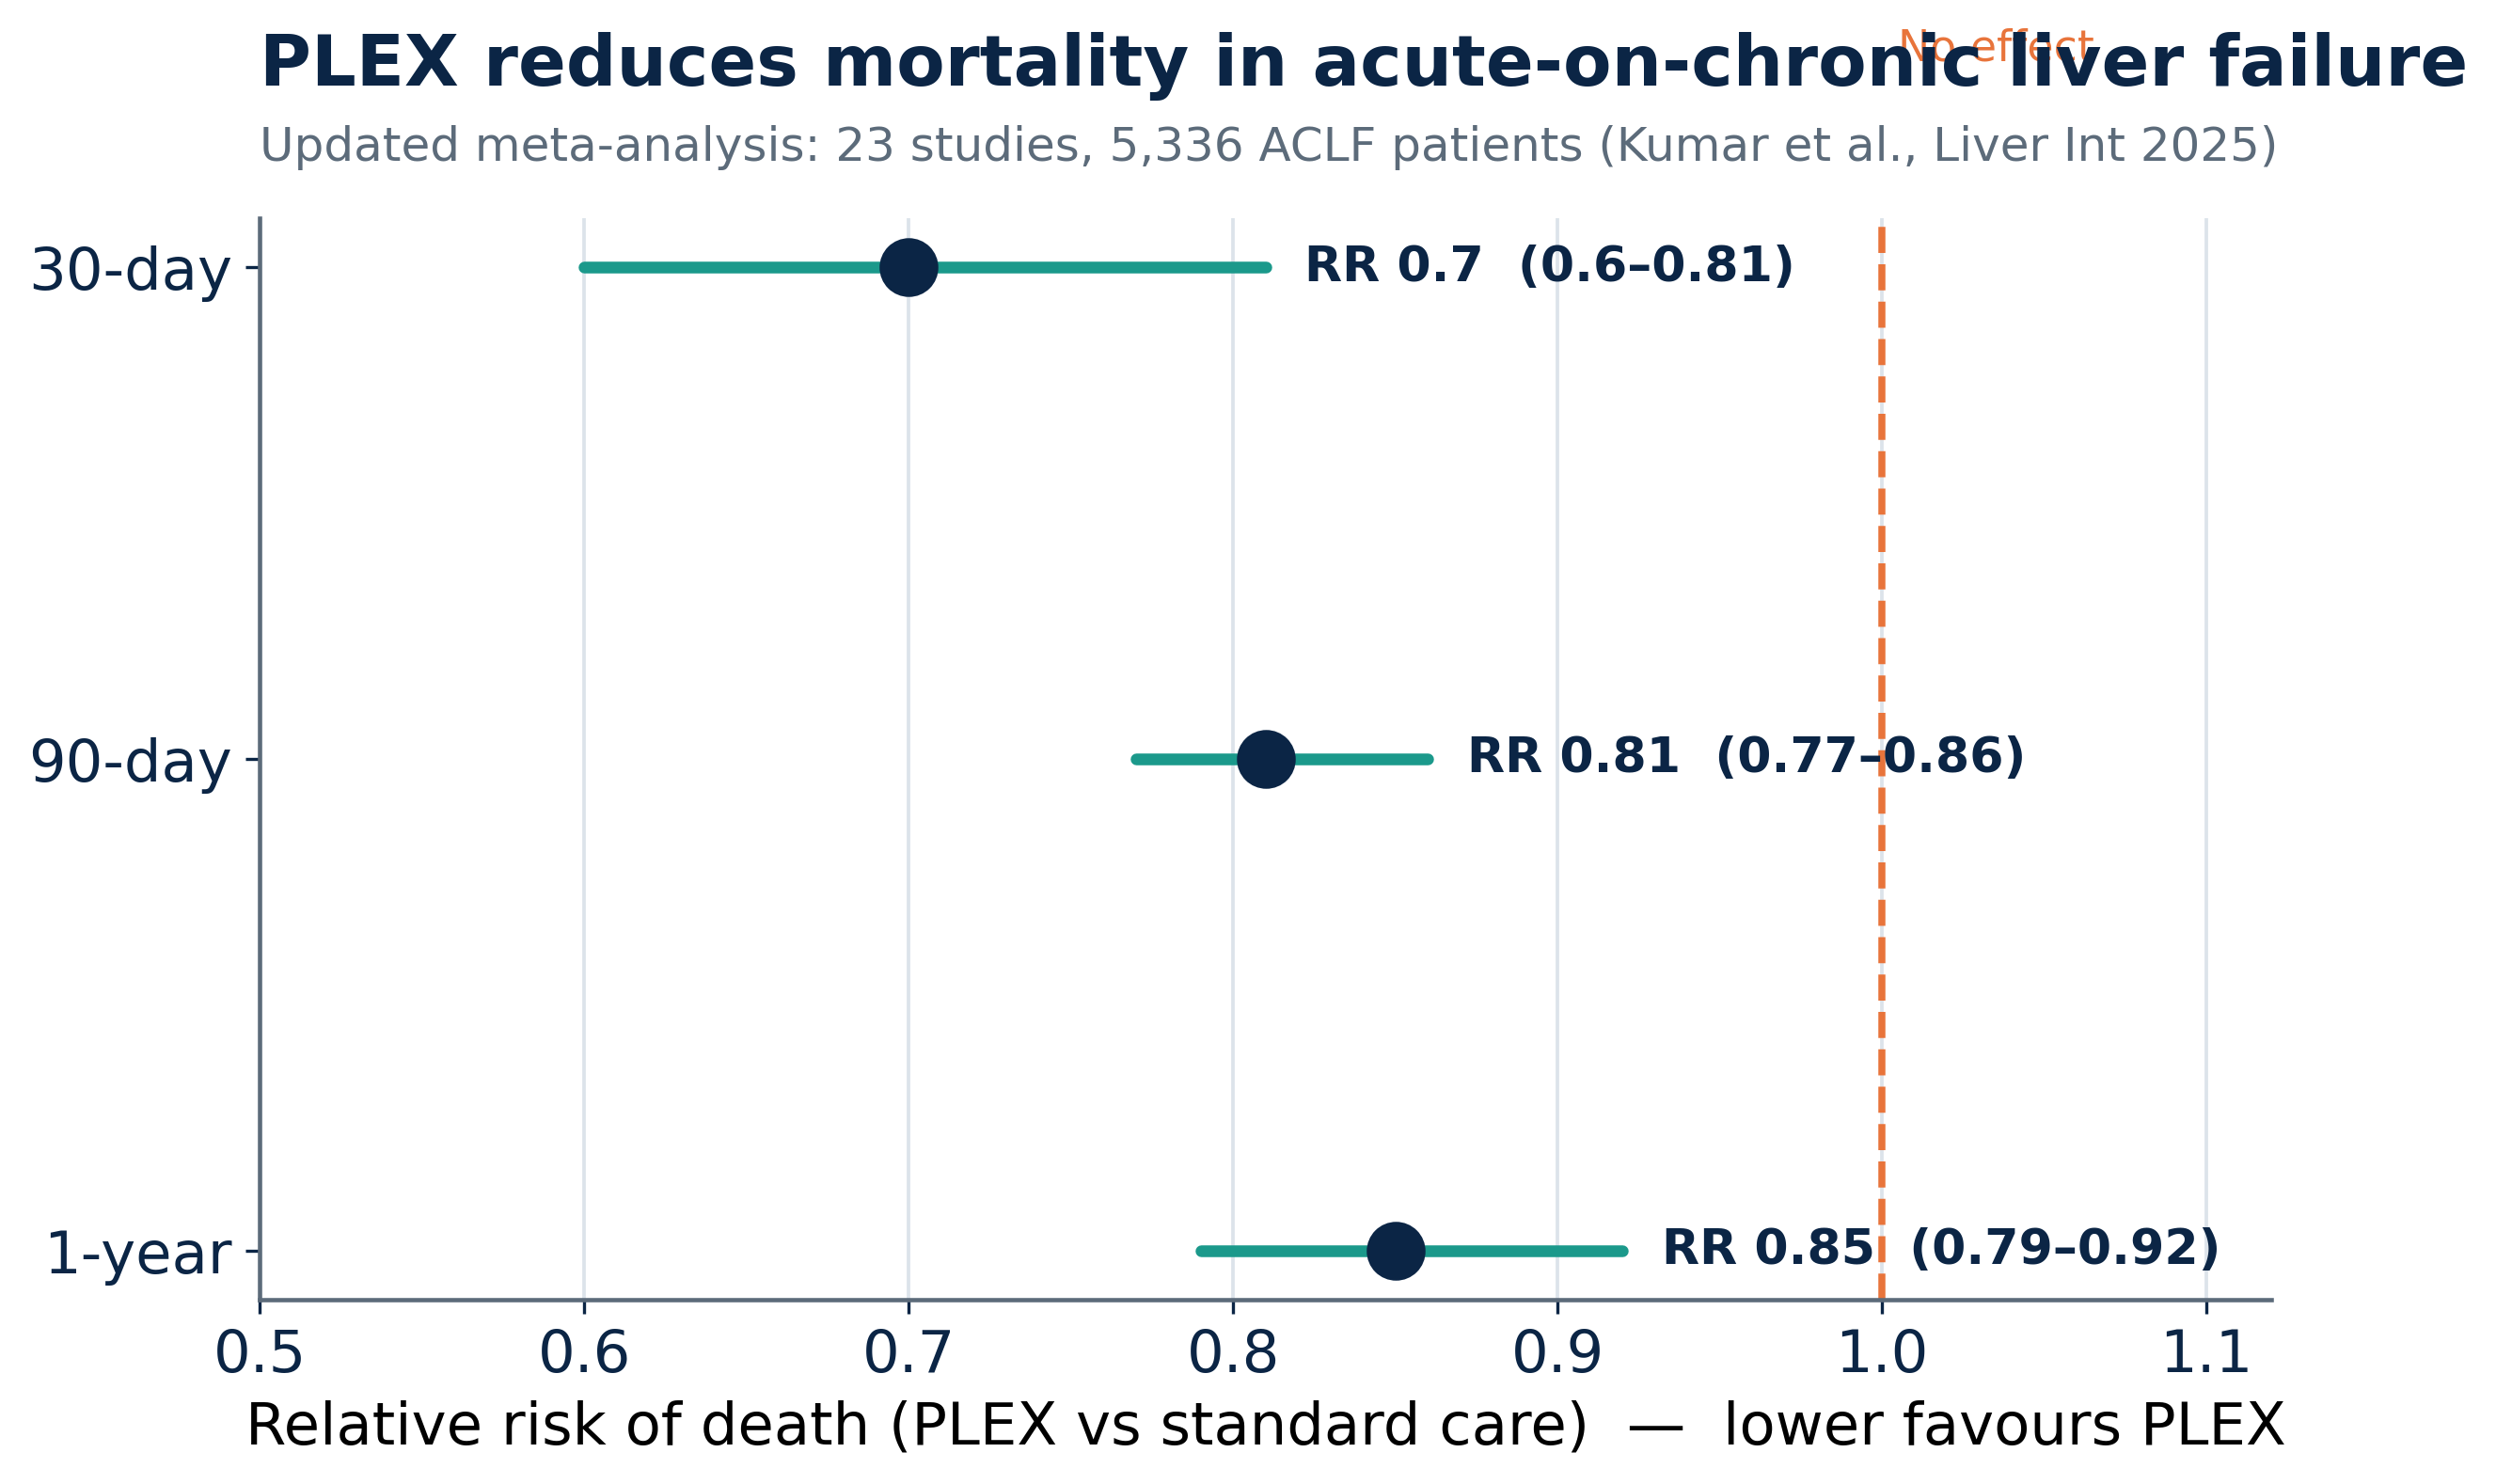 No effect
PLEX reduces mortality in acute-on-chronic liver failure
Updated meta-analysis: 23 studies, 5,336 ACLF patients (Kumar et al., Liver Int 2025)
30-day
RR 0.7 (0.6–0.81)
90-day
RR 0.81 (0.77–0.86)
1-year
RR 0.85 (0.79–0.92)
0.5 0.6 0.7 0.8 0.9 1.0 1.1
Relative risk of death (PLEX vs standard care) — lower favours PLEX